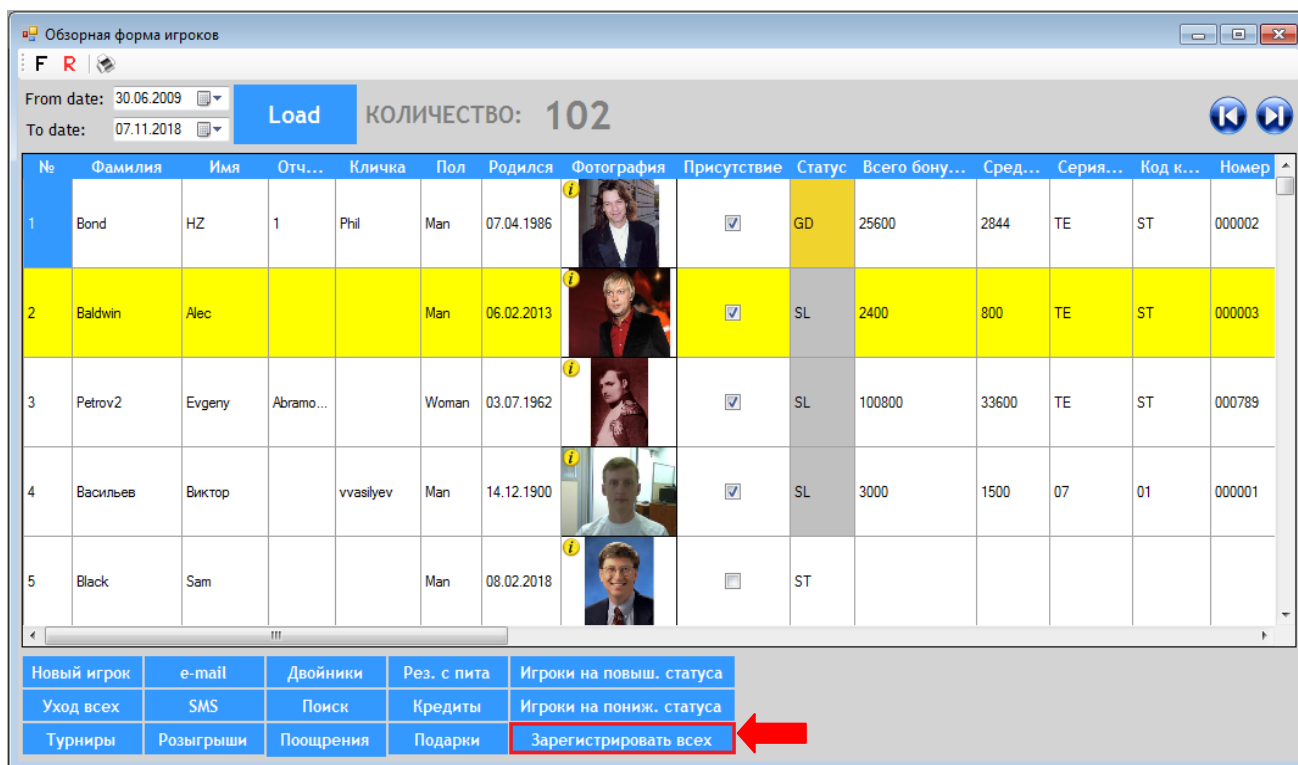 Обзорная форма игроков
F R
From date: 30.06.2009
To date: 07.11.2018
Load
КОЛИЧЕСТВО: 102
№ Фамилия Имя Отч... Кличка Пол Родился Фотография Присутствие Статус Всего бону... Сред... Серия... Код к... Номер
1 Bond HZ 1 Phil Man 07.04.1986 GD 25600 2844 TE ST 000002
2 Baldwin Alec Man 06.02.2013 SL 2400 800 TE ST 000003
3 Petrov2 Evgeny Abramo... Woman 03.07.1962 SL 100800 33600 TE ST 000789
4 Васильев Виктор vvasilyev Man 14.12.1900 SL 3000 1500 07 01 000001
5 Black Sam Man 08.02.2018 ST
Новый игрок e-mail Двойники Рез. с пита Игроки на повыш. статуса
Уход всех SMS Поиск Кредиты Игроки на пониж. статуса
Турниры Розыгрыши Поощрения Подарки Зарегистрировать всех